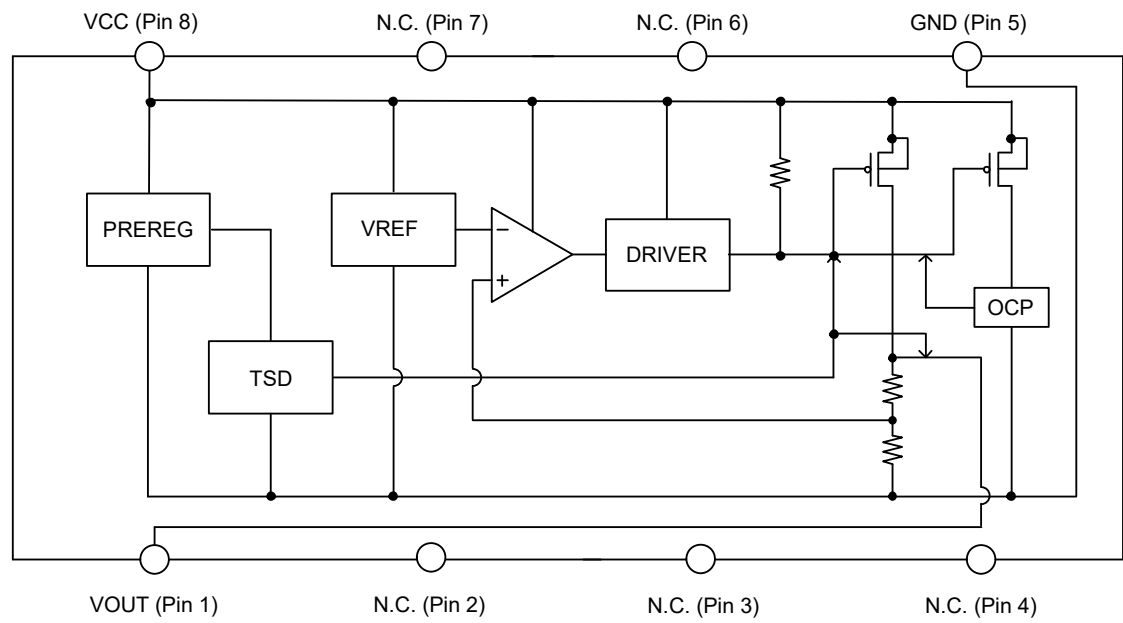 VCC (Pin 8)
N.C. (Pin 7)
N.C. (Pin 6)
GND (Pin 5)
PREREG
VREF
−
+
DRIVER
OCP
TSD
VOUT (Pin 1)
N.C. (Pin 2)
N.C. (Pin 3)
N.C. (Pin 4)